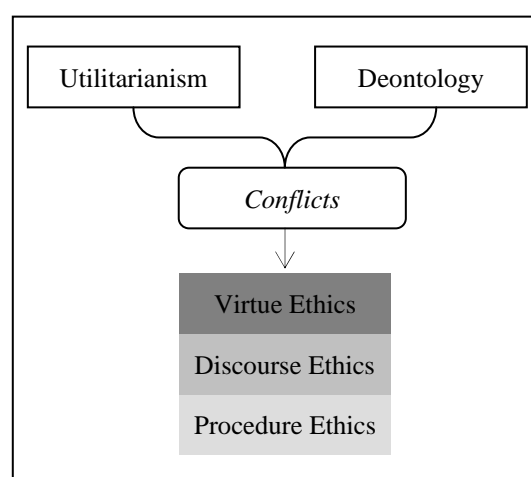 Utilitarianism
Deontology
Conflicts
Virtue Ethics
Discourse Ethics
Procedure Ethics